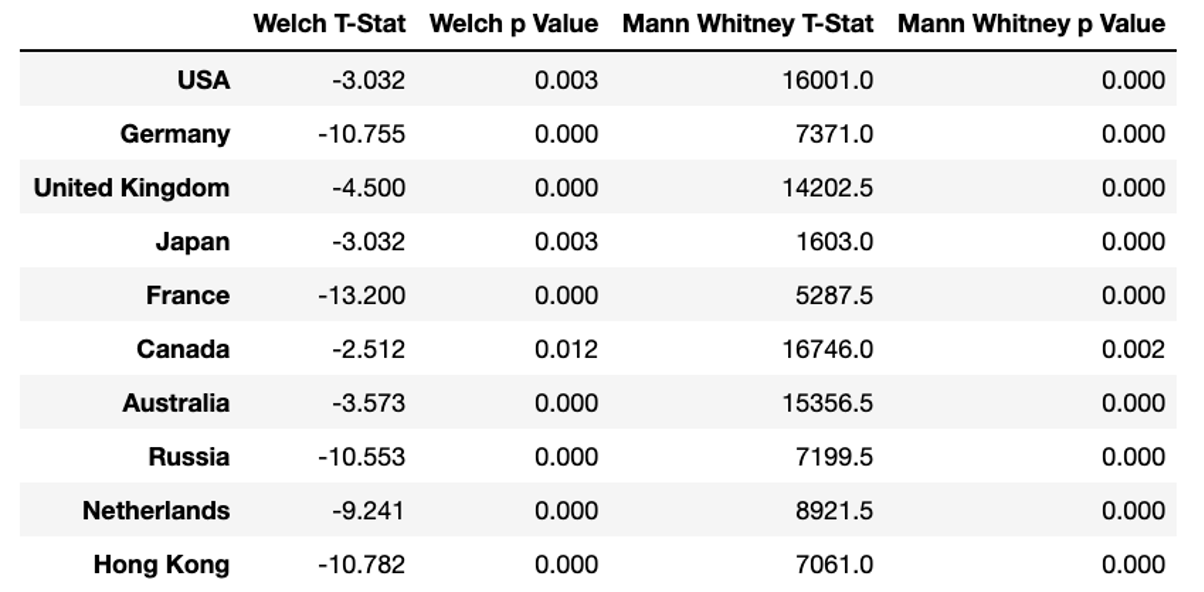 Welch T-Stat Welch p Value Mann Whitney T-Stat Mann Whitney p Value
USA -3.032 0.003 16001.0 0.000
Germany -10.755 0.000 7371.0 0.000
United Kingdom -4.500 0.000 14202.5 0.000
Japan -3.032 0.003 1603.0 0.000
France -13.200 0.000 5287.5 0.000
Canada -2.512 0.012 16746.0 0.002
Australia -3.573 0.000 15356.5 0.000
Russia -10.553 0.000 7199.5 0.000
Netherlands -9.241 0.000 8921.5 0.000
Hong Kong -10.782 0.000 7061.0 0.000